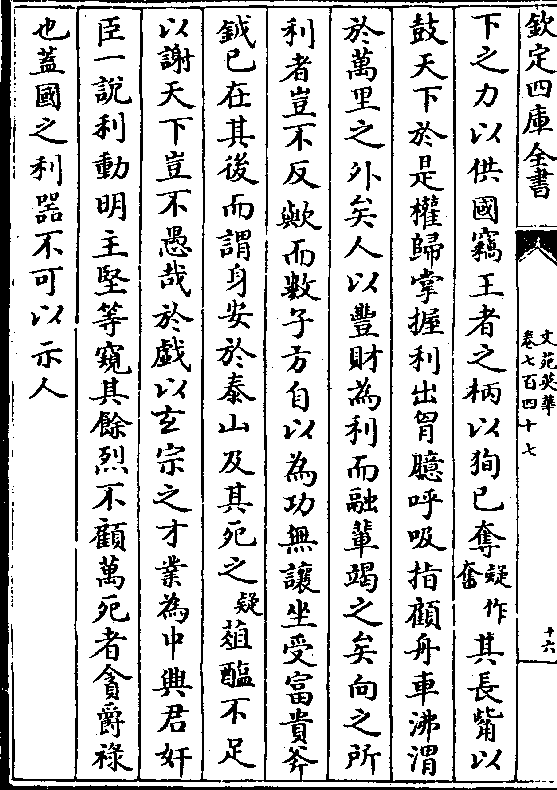 欽定四庫全書
文苑英華
卷七百四十七
十六
下之力以供國竊王者之柄以狥已奪疑作奮其長觜以
鼓天下於是權歸掌握利出胷臆呼吸指顧舟車沸渭
於萬里之外矣人以豐財為利而融輩竭之矣向之所
利者豈不反歟而數子方自以為功無讓坐受富貴斧
鉞已在其後而謂身安於泰山及其死之疑葅醢不足
以謝天下豈不愚哉於戲以玄宗之才業為中興君奸
臣一說利動明主堅等窺其餘烈不顧萬死者貪爵祿
也蓋國之利器不可以示人